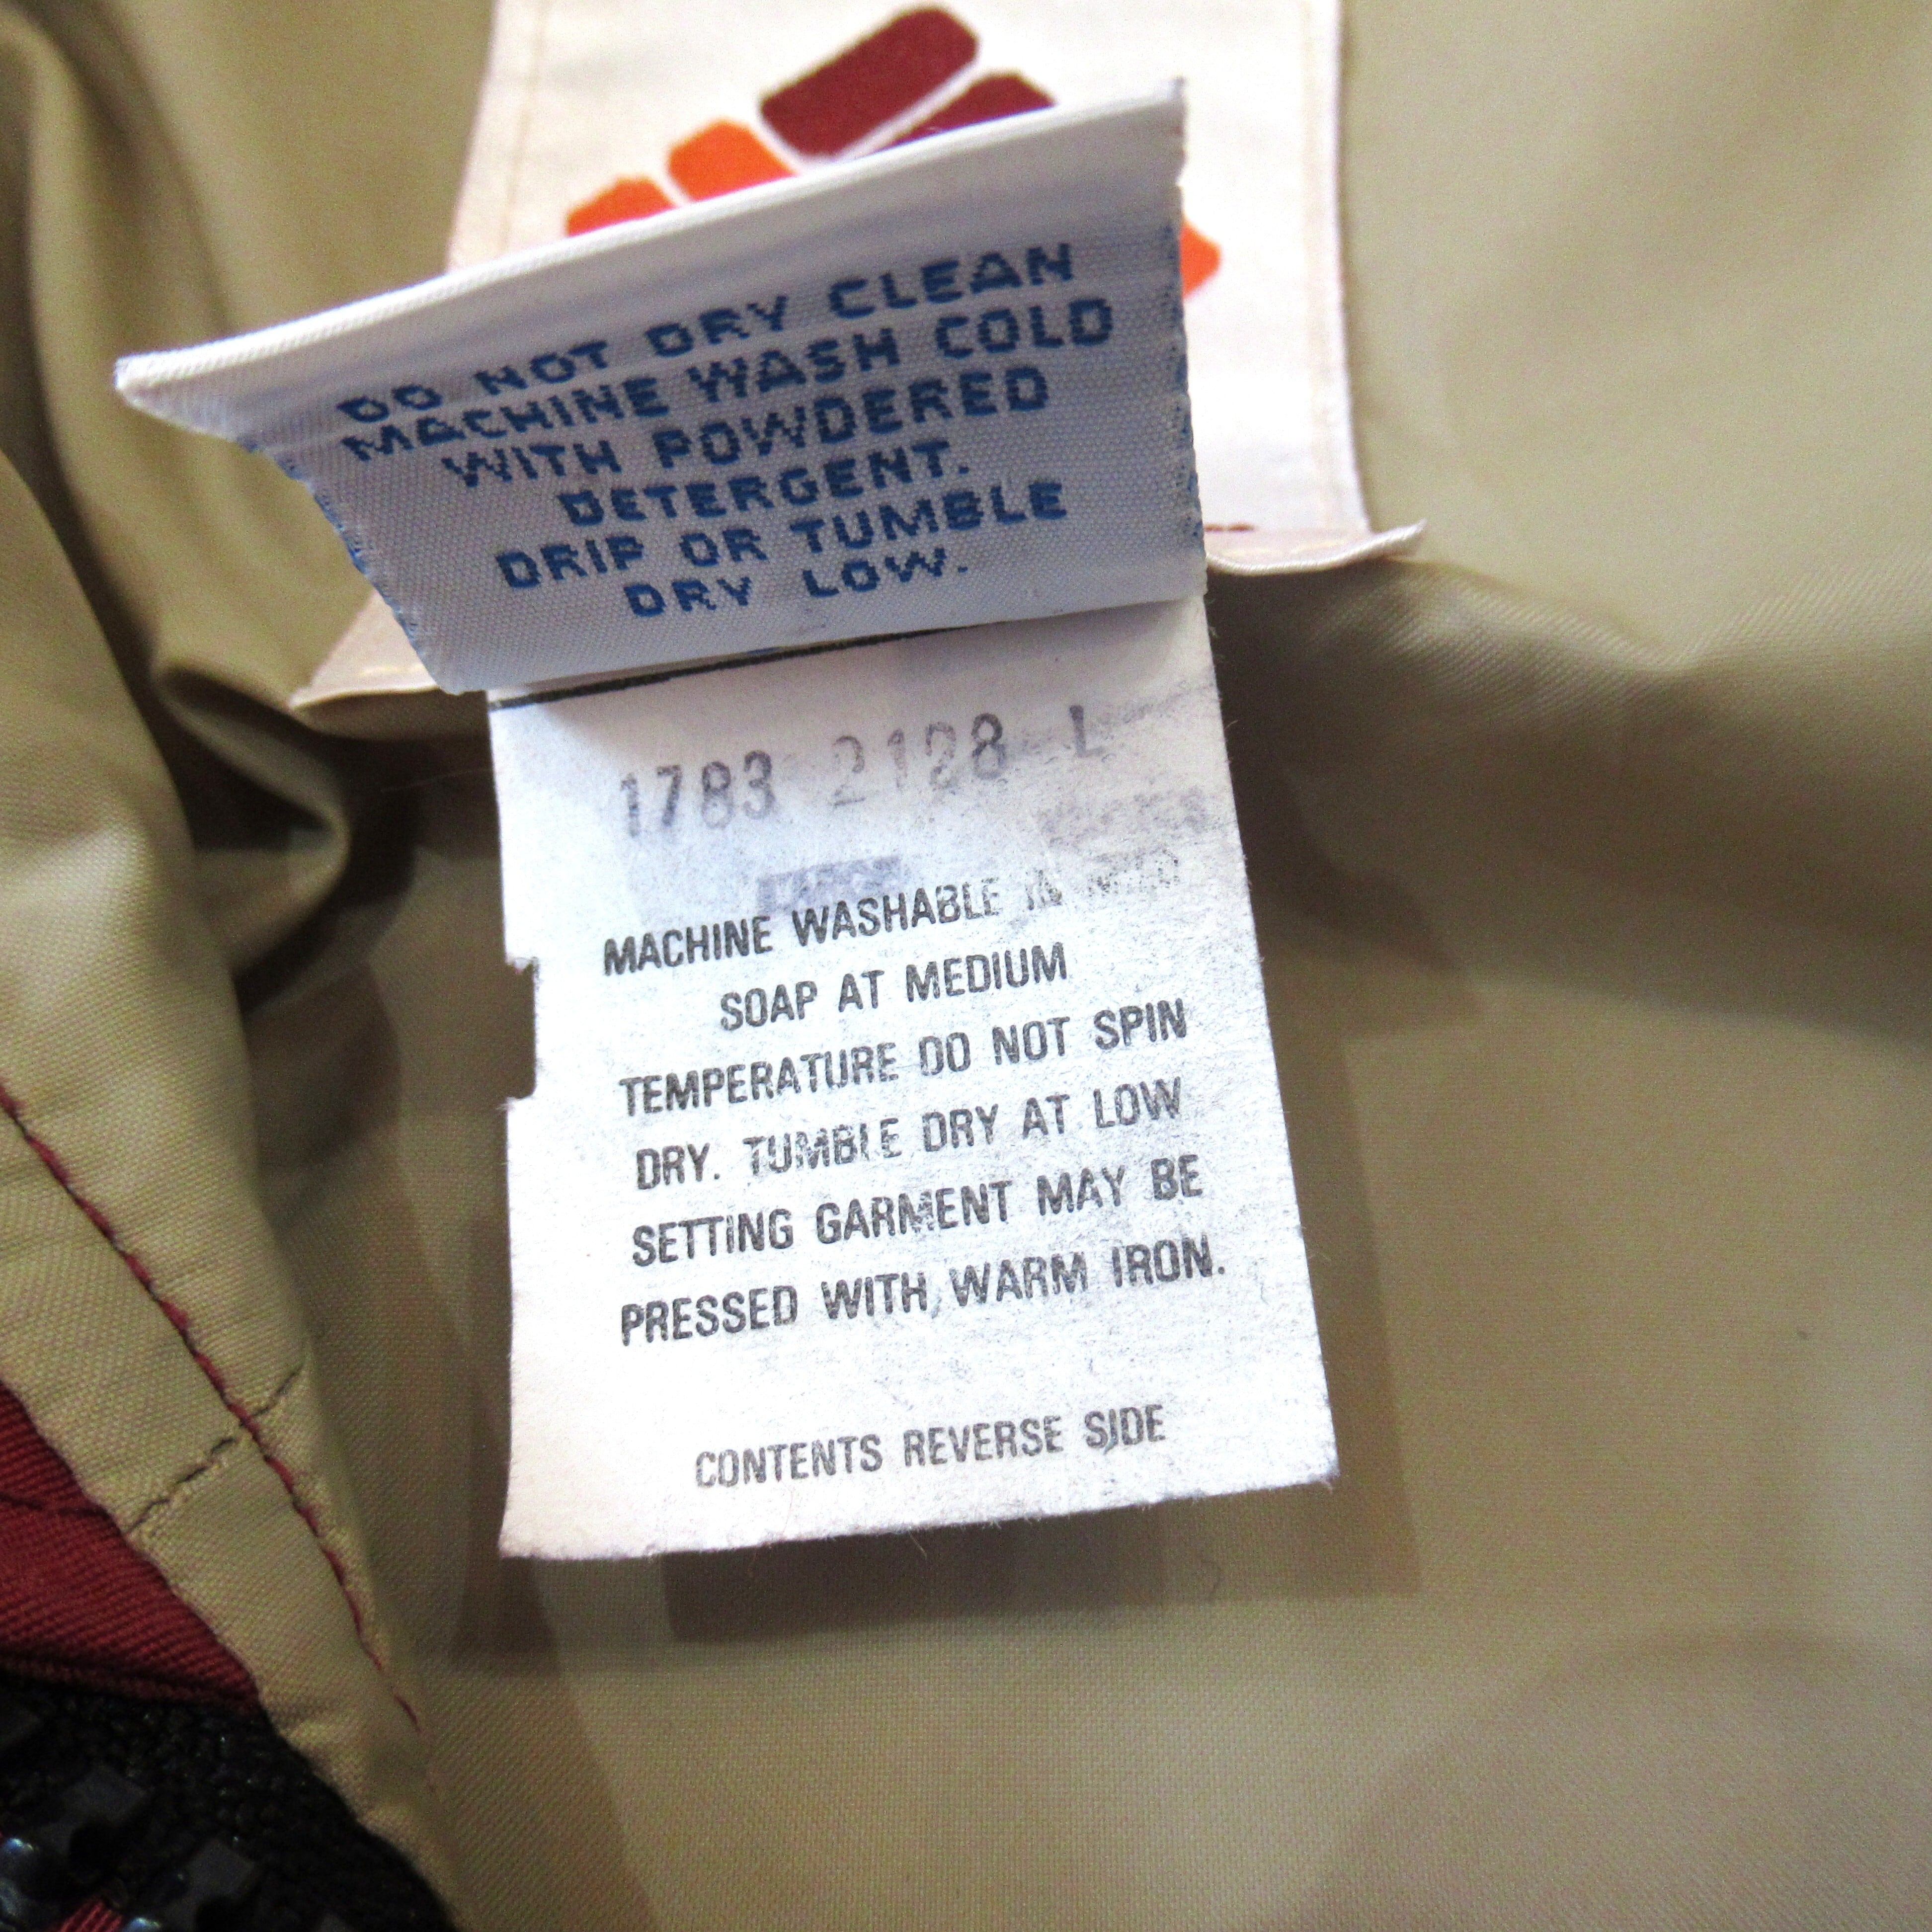 DO NOT DRY CLEAN
MACHINE WASH COLD
WITH POWDERED
DETERGENT.
DRIP OR TUMBLE
DRY LOW.
1783 2128 L
MACHINE WASHABLE
SOAP AT MEDIUM
TEMPERATURE DO NOT SPIN
DRY. TUMBLE DRY AT LOW
SETTING GARMENT MAY BE
PRESSED WITH WARM IRON.
CONTENTS REVERSE SIDE